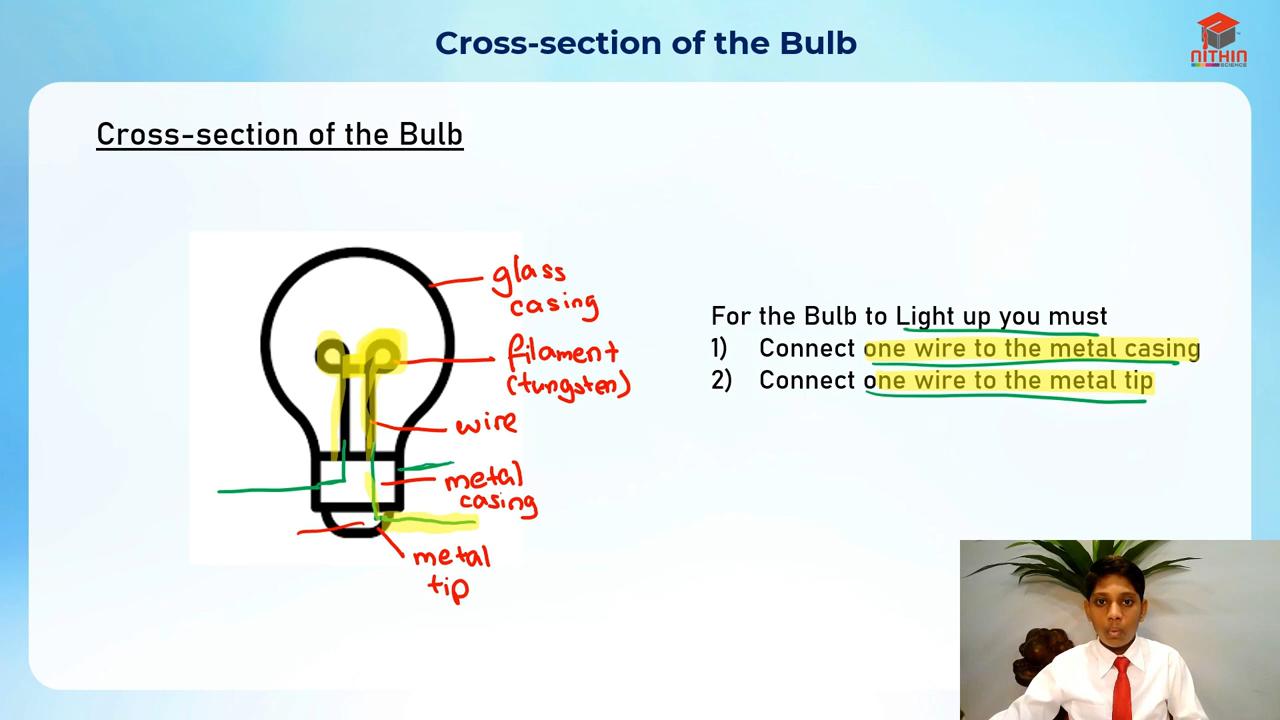 Cross-section of the Bulb
NITHIN
SCIENCE
Cross-section of the Bulb
glass
casing
filament
(tungsten)
wire
metal
casing
metal
tip
For the Bulb to Light up you must
1) Connect one wire to the metal casing
2) Connect one wire to the metal tip